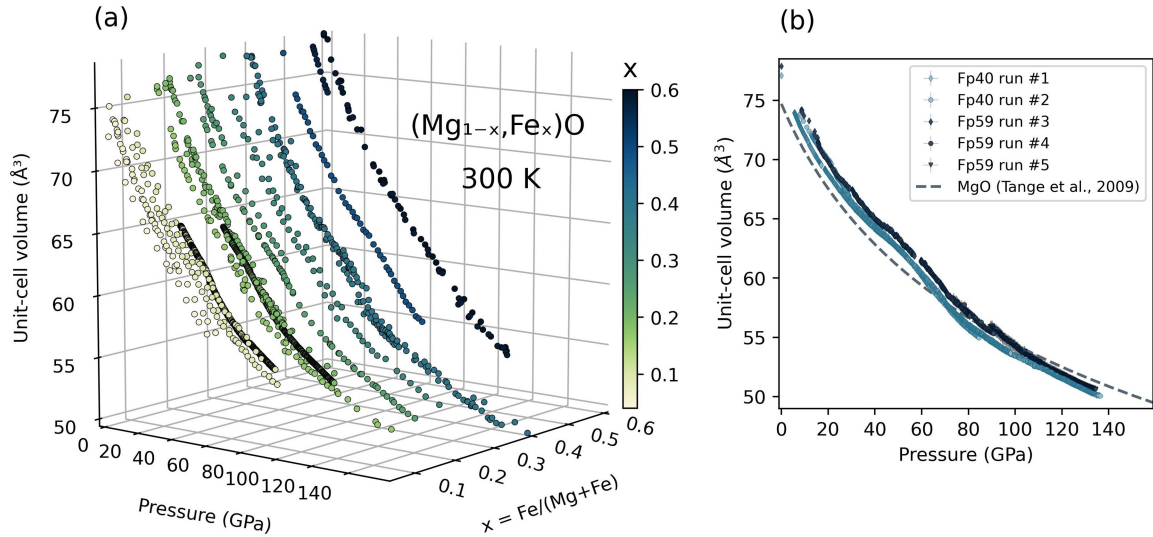 (a)
(b)
x
(Mg₁₋ₓ,Feₓ)O
300 K
Unit-cell volume (Å³)
75
70
65
60
55
50
0 20 40 60 80 100 120 140
Pressure (GPa)
0.1 0.2 0.3 0.4 0.5 0.6
x = Fe/(Mg+Fe)
0.6
0.5
0.4
0.3
0.2
0.1
Fp40 run #1
Fp40 run #2
Fp59 run #3
Fp59 run #4
Fp59 run #5
MgO (Tange et al., 2009)
Unit-cell volume (Å³)
75
70
65
60
55
50
0 20 40 60 80 100 120 140
Pressure (GPa)